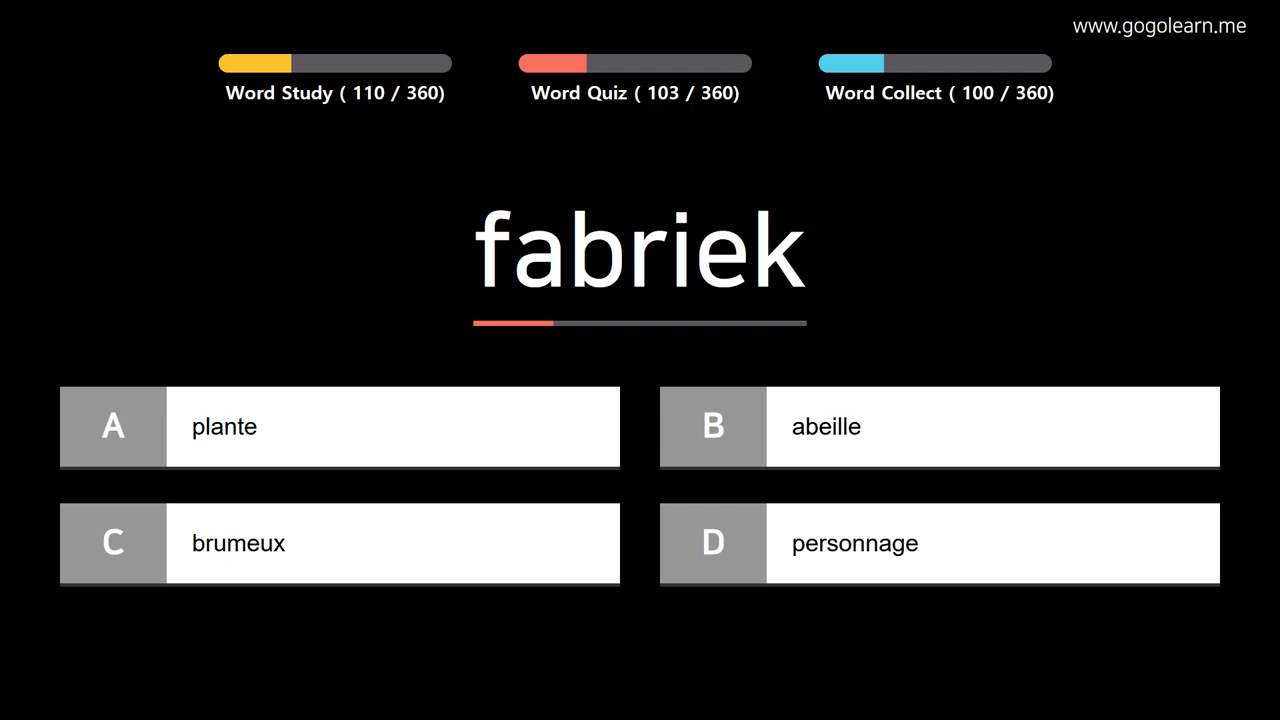 www.gogolearn.me
Word Study ( 110 / 360)
Word Quiz ( 103 / 360)
Word Collect ( 100 / 360)
fabriek
A plante
B abeille
C brumeux
D personnage